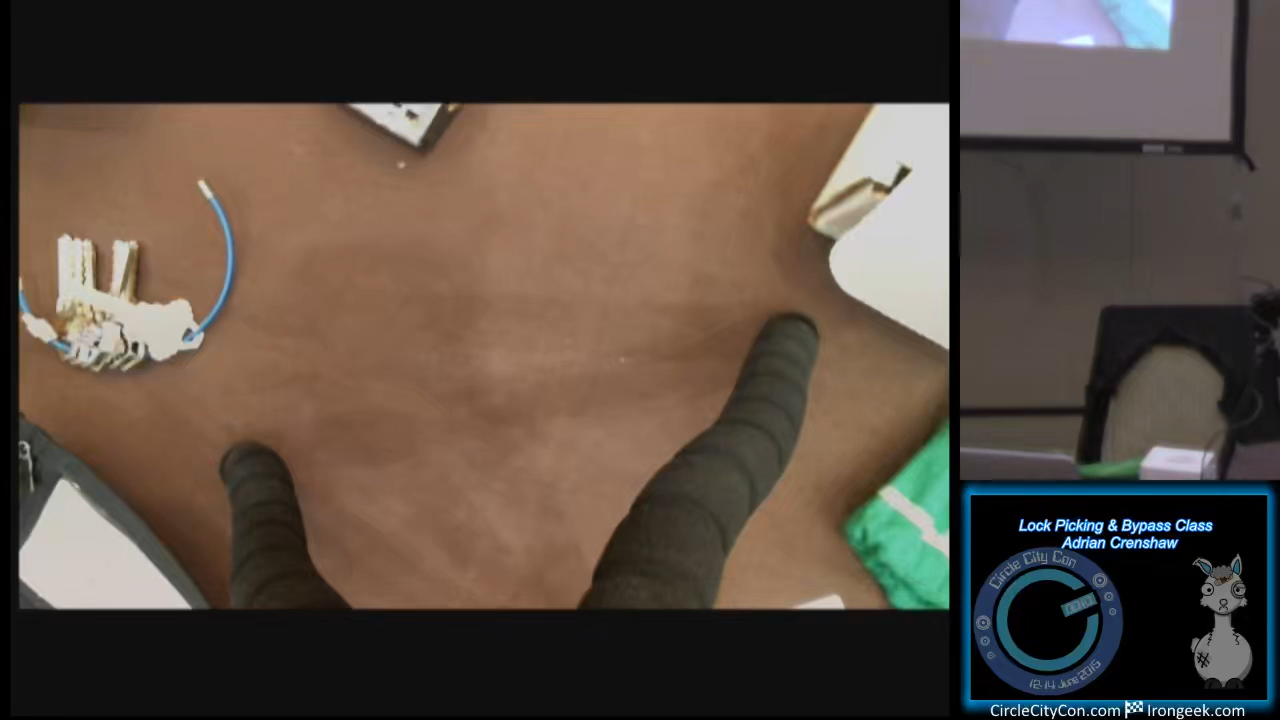 Lock Picking & Bypass Class
Adrian Crenshaw
Circle City Con
12-14 June 2015
CircleCityCon.com Irongeek.com